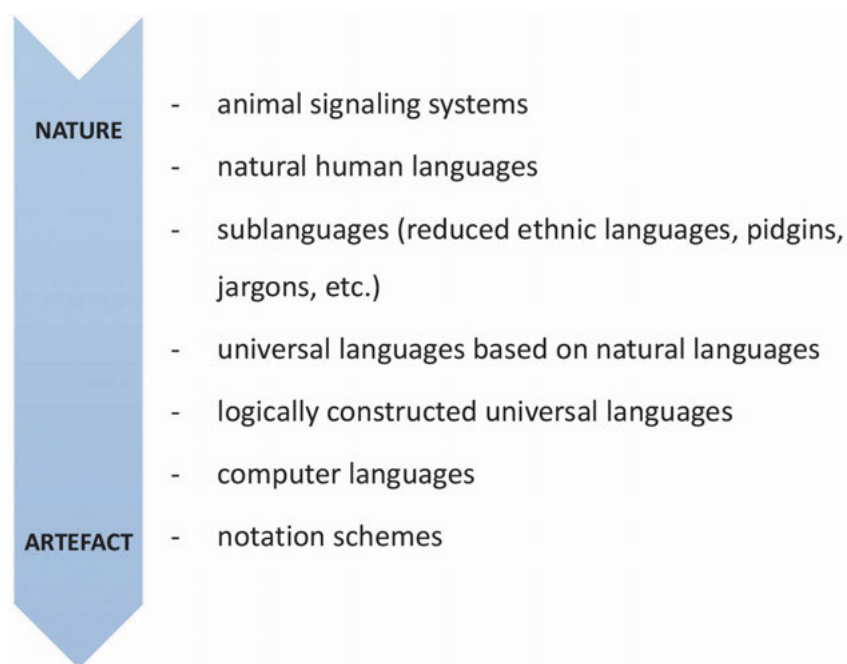 NATURE
- animal signaling systems
- natural human languages
- sublanguages (reduced ethnic languages, pidgins,
jargons, etc.)
- universal languages based on natural languages
- logically constructed universal languages
- computer languages
ARTEFACT
- notation schemes